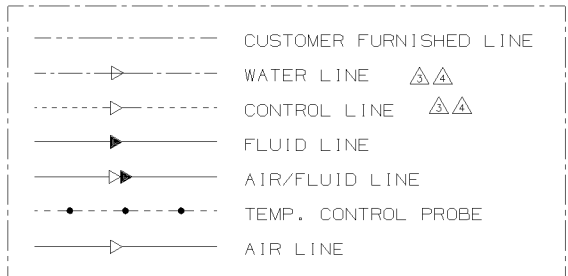 CUSTOMER FURNISHED LINE
WATER LINE 3 4
CONTROL LINE 3 4
FLUID LINE
AIR/FLUID LINE
TEMP. CONTROL PROBE
AIR LINE